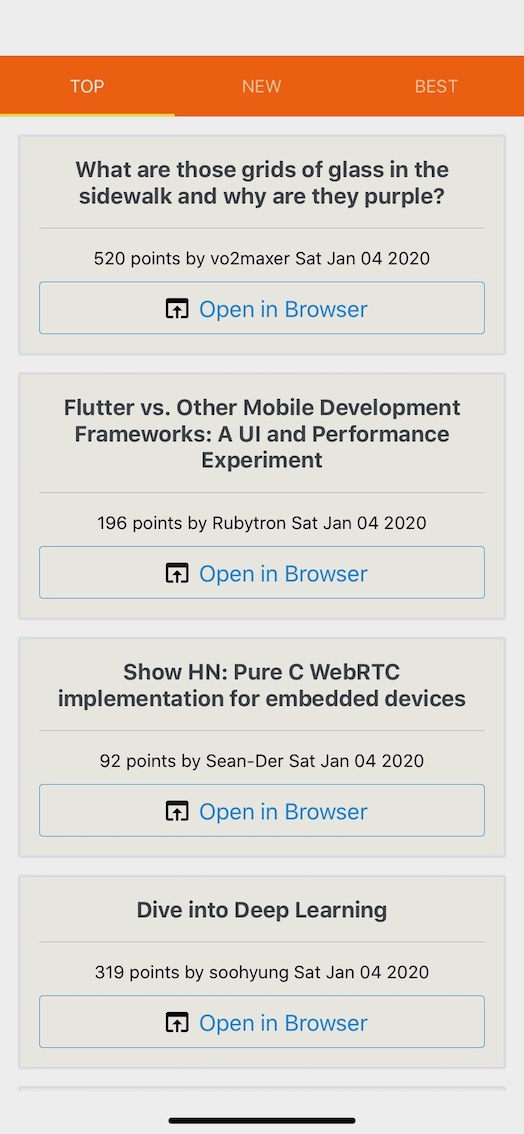 TOP NEW BEST
What are those grids of glass in the
sidewalk and why are they purple?
520 points by vo2maxer Sat Jan 04 2020
Open in Browser
Flutter vs. Other Mobile Development
Frameworks: A UI and Performance
Experiment
196 points by Rubytron Sat Jan 04 2020
Open in Browser
Show HN: Pure C WebRTC
implementation for embedded devices
92 points by Sean-Der Sat Jan 04 2020
Open in Browser
Dive into Deep Learning
319 points by soohyung Sat Jan 04 2020
Open in Browser